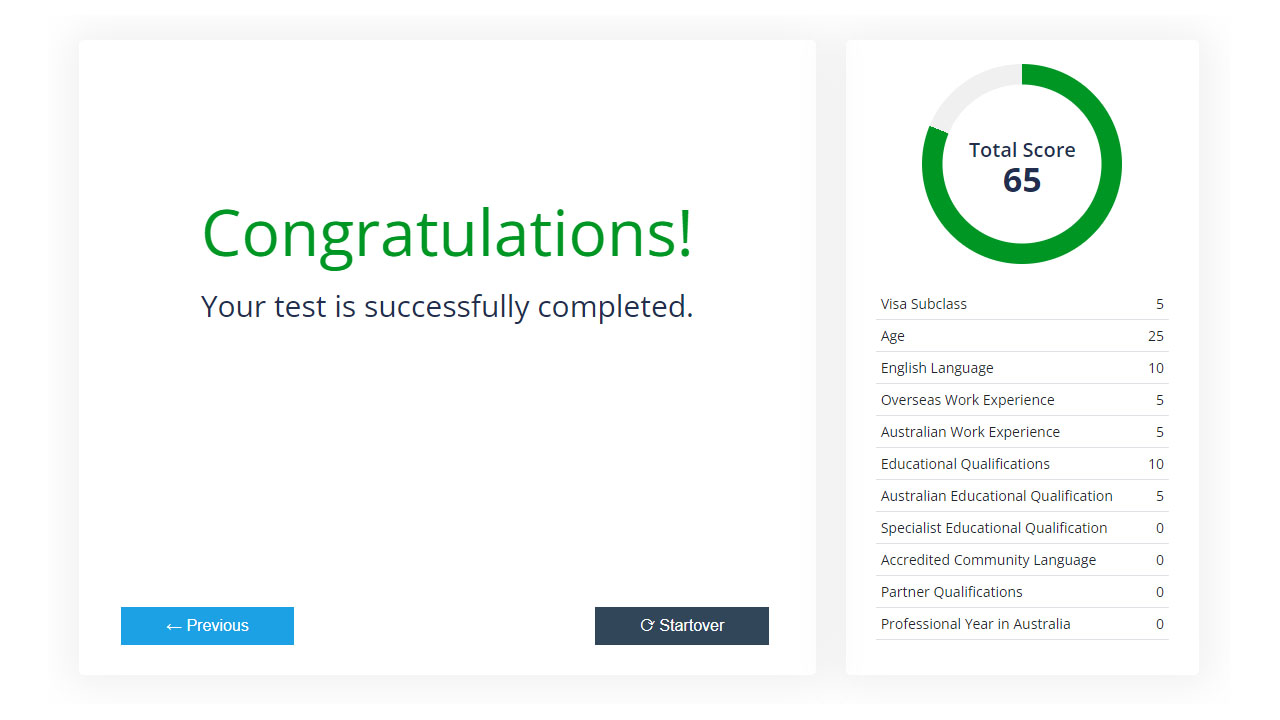 Congratulations!
Your test is successfully completed.
← Previous
⟳ Startover
Total Score
65
Visa Subclass 5
Age 25
English Language 10
Overseas Work Experience 5
Australian Work Experience 5
Educational Qualifications 10
Australian Educational Qualification 5
Specialist Educational Qualification 0
Accredited Community Language 0
Partner Qualifications 0
Professional Year in Australia 0